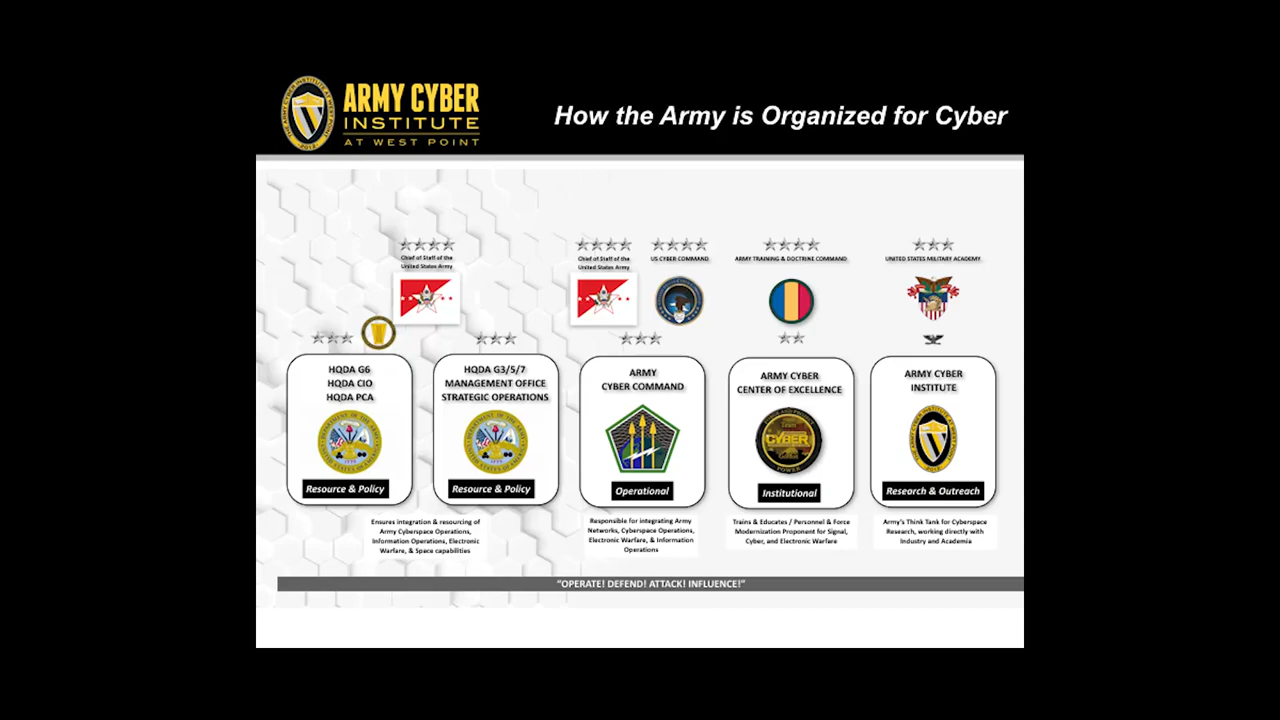 ARMY CYBER
INSTITUTE
AT WEST POINT
How the Army is Organized for Cyber
Chief of Staff of the
United States Army
Chief of Staff of the
United States Army
US CYBER COMMAND
ARMY TRAINING & DOCTRINE COMMAND
UNITED STATES MILITARY ACADEMY
HQDA G6
HQDA CIO
HQDA PCA
Resource & Policy
HQDA G3/5/7
MANAGEMENT OFFICE
STRATEGIC OPERATIONS
Resource & Policy
ARMY
CYBER COMMAND
Operational
ARMY CYBER
CENTER OF EXCELLENCE
CYBER
Institutional
ARMY CYBER
INSTITUTE
Research & Outreach
Ensures integration & resourcing of
Army Cyberspace Operations,
Information Operations, Electronic
Warfare, & Space capabilities
Responsible for integrating Army
Networks, Cyberspace Operations,
Electronic Warfare, & Information
Operations
Trains & Educates / Personnel & Force
Modernization Proponent for Signal,
Cyber, and Electronic Warfare
Army's Think Tank for Cyberspace
Research, working directly with
Industry and Academia
"OPERATE! DEFEND! ATTACK! INFLUENCE!"